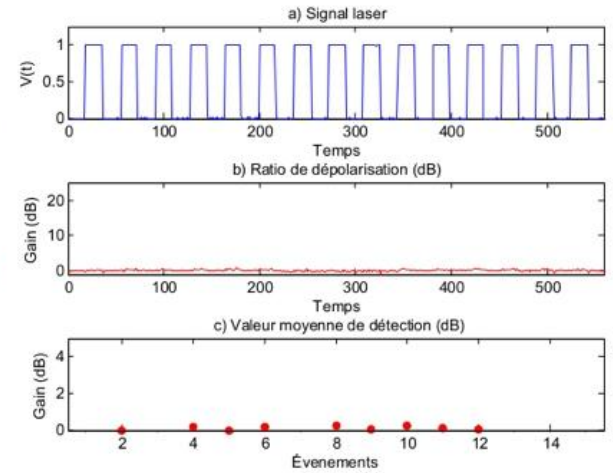 a) Signal laser
V(t)
1
0.5
0
0 100 200 300 400 500
Temps
b) Ratio de dépolarisation (dB)
Gain (dB)
20
10
0
0 100 200 300 400 500
Temps
c) Valeur moyenne de détection (dB)
Gain (dB)
4
2
0
2 4 6 8 10 12 14
Évenements